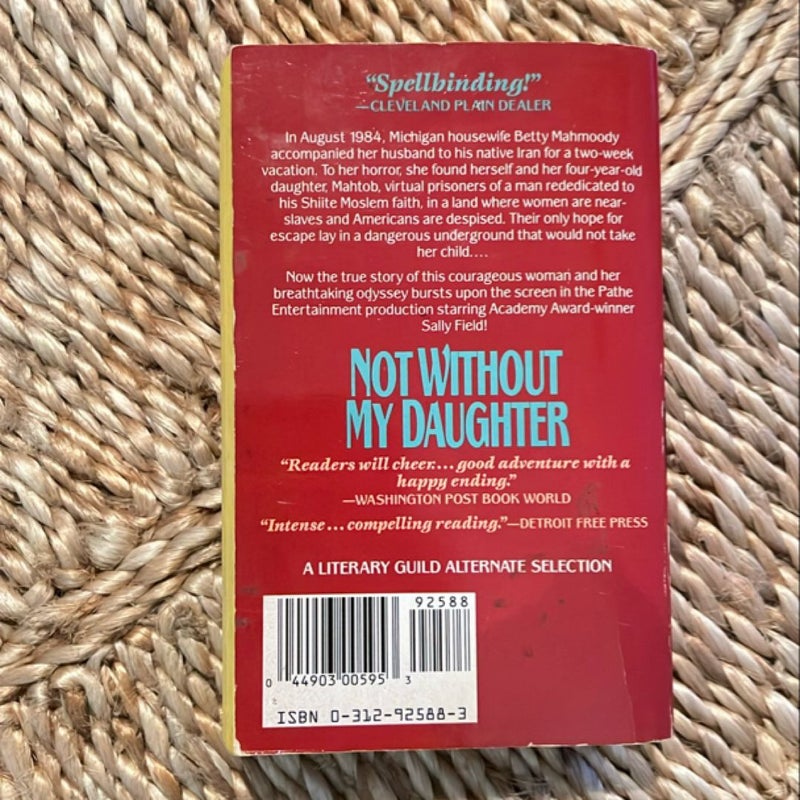 “Spellbinding!”
—CLEVELAND PLAIN DEALER
In August 1984, Michigan housewife Betty Mahmoody
accompanied her husband to his native Iran for a two-week
vacation. To her horror, she found herself and her four-year-old
daughter, Mahtob, virtual prisoners of a man rededicated to
his Shiite Moslem faith, in a land where women are near-
slaves and Americans are despised. Their only hope for
escape lay in a dangerous underground that would not take
her child....
Now the true story of this courageous woman and her
breathtaking odyssey bursts upon the screen in the Pathe
Entertainment production starring Academy Award-winner
Sally Field!
NOT WITHOUT
MY DAUGHTER
“Readers will cheer.... good adventure with a
happy ending.”
—WASHINGTON POST BOOK WORLD
“Intense... compelling reading.”—DETROIT FREE PRESS
A LITERARY GUILD ALTERNATE SELECTION
92588
0 44903 00595 3
ISBN 0-312-92588-3